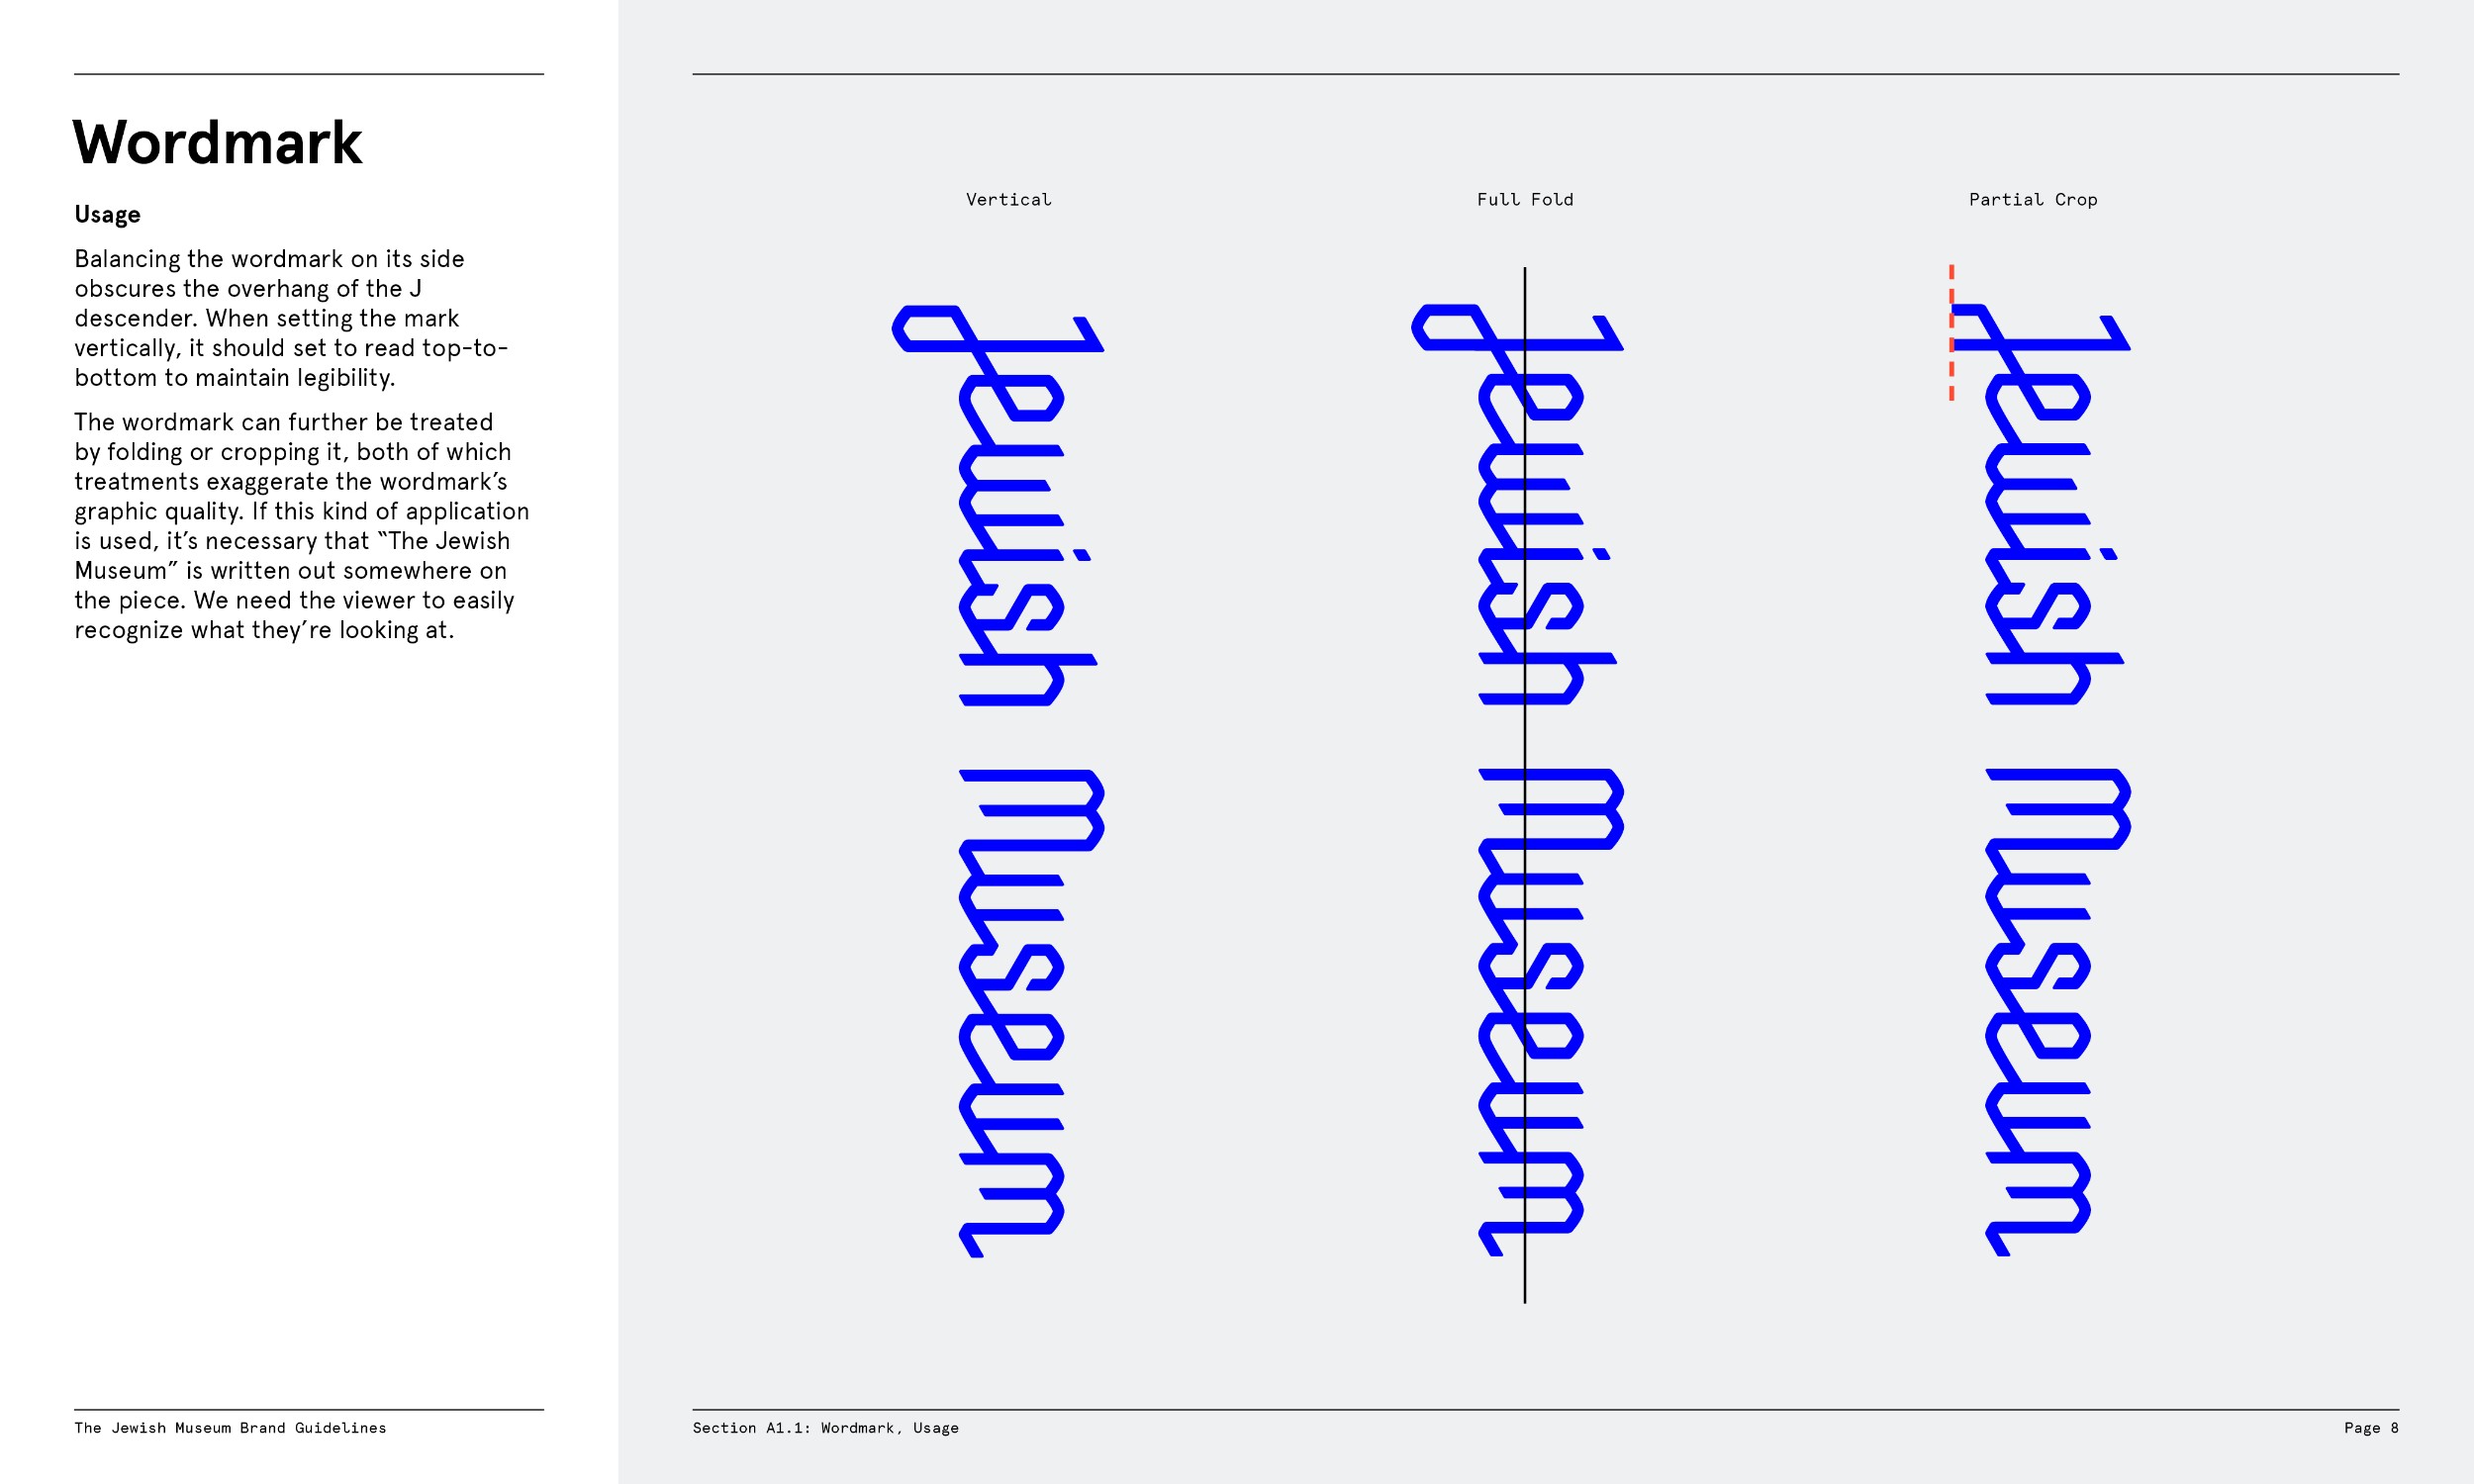 Wordmark
Usage
Balancing the wordmark on its side
obscures the overhang of the J
descender. When setting the mark
vertically, it should set to read top-to-
bottom to maintain legibility.
The wordmark can further be treated
by folding or cropping it, both of which
treatments exaggerate the wordmark’s
graphic quality. If this kind of application
is used, it’s necessary that “The Jewish
Museum” is written out somewhere on
the piece. We need the viewer to easily
recognize what they’re looking at.
The Jewish Museum Brand Guidelines
Vertical
Jewish Museum
Full Fold
Jewish Museum
Partial Crop
Jewish Museum
Section A1.1: Wordmark, Usage
Page 8